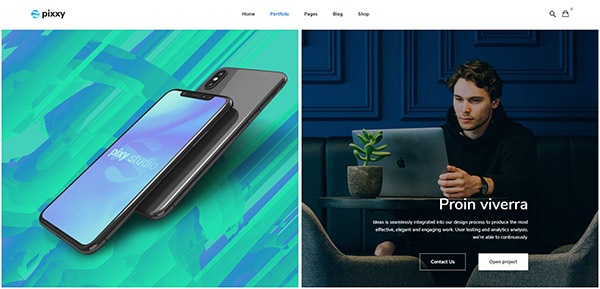 pixxy
Home Portfolio Pages Blog Shop
0
pixy.studio
Proin viverra
Ideas is seamlessly integrated into our design process to produce the most
effective, elegant and engaging work. User testing and analytics analysis,
we're able to continuously.
Contact Us Open project